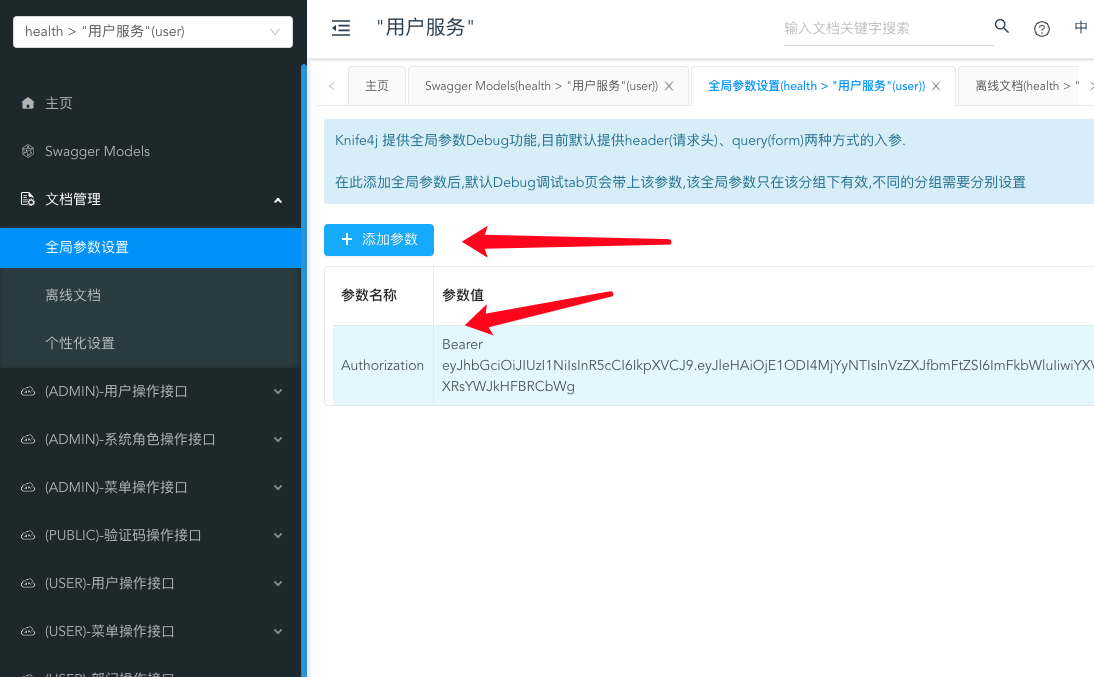 health > "用户服务"(user)
主页
Swagger Models
文档管理
全局参数设置
离线文档
个性化设置
(ADMIN)-用户操作接口
(ADMIN)-系统角色操作接口
(ADMIN)-菜单操作接口
(PUBLIC)-验证码操作接口
(USER)-用户操作接口
(USER)-菜单操作接口
(USER)-部门操作接口
"用户服务"
输入文档关键字搜索
中
主页
Swagger Models(health > "用户服务"(user))
全局参数设置(health > "用户服务"(user))
离线文档(health > "
Knife4j 提供全局参数Debug功能,目前默认提供header(请求头)、query(form)两种方式的入参.
在此添加全局参数后,默认Debug调试tab页会带上该参数,该全局参数只在该分组下有效,不同的分组需要分别设置
添加参数
参数名称 参数值
Authorization
Bearer
eyJhbGciOiJIUzI1NiIsInR5cCI6IkpXVCJ9.eyJleHAiOjE1ODI4MjYyNTIsInVzZXJfbmFtZSI6ImFkbWluIiwiYXV
XRsYWJkHFBRCbWg